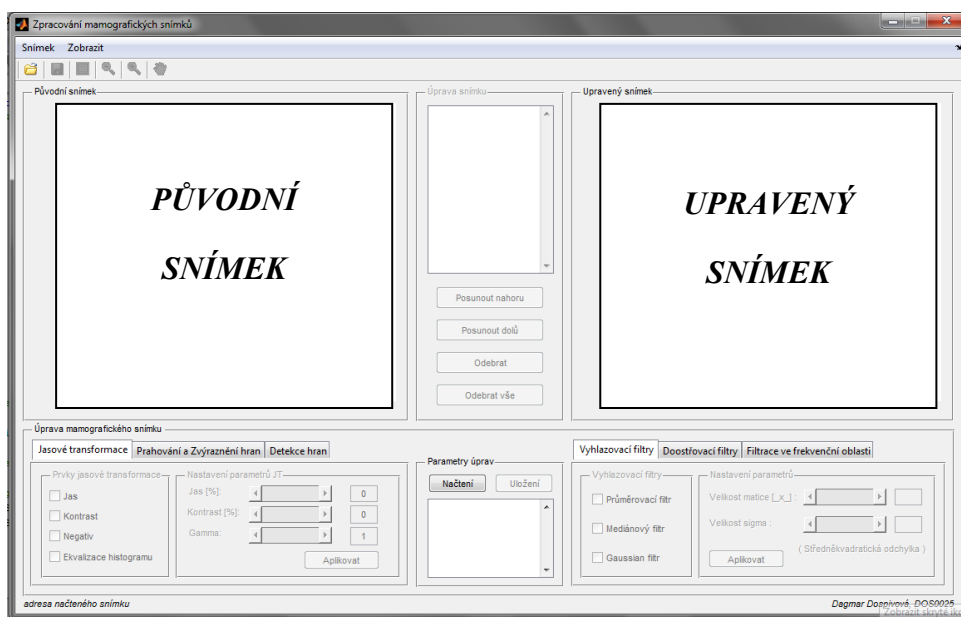 Zpracování mamografických snímků
Snímek Zobrazit
Původní snímek
PŮVODNÍ
SNÍMEK
Úprava snímku
Posunout nahoru
Posunout dolů
Odebrat
Odebrat vše
Upravený snímek
UPRAVENÝ
SNÍMEK
Úprava mamografického snímku
Jasové transformace Prahování a Zvýraznění hran Detekce hran
Prvky jasové transformace
Jas
Kontrast
Negativ
Ekvalizace histogramu
Nastavení parametrů JT
Jas [%]: 0
Kontrast [%]: 0
Gamma: 1
Aplikovat
Parametry úprav
Načtení Uložení
Vyhlazovací filtry Doostřovací filtry Filtrace ve frekvenční oblasti
Vyhlazovací filtry
Průměrovací filtr
Mediánový filtr
Gaussian filtr
Nastavení parametrů
Velikost matice [_x_] :
Velikost sigma :
( Středněkvadratická odchylka )
Aplikovat
adresa načteného snímku
Dagmar DOS0025
Zobrazit skryté